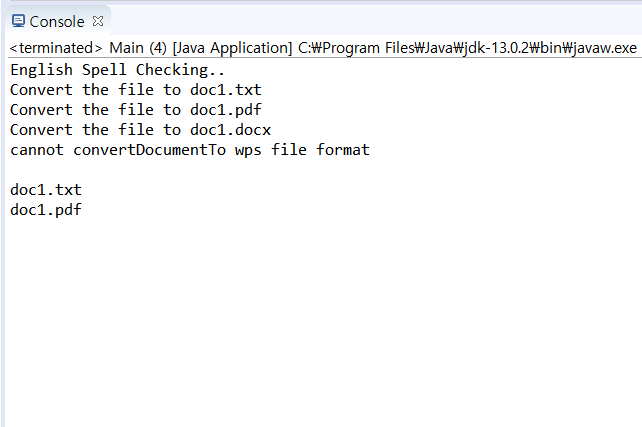 Console
<terminated> Main (4) [Java Application] C:₩Program Files₩Java₩jdk-13.0.2₩bin₩javaw.exe
English Spell Checking..
Convert the file to doc1.txt
Convert the file to doc1.pdf
Convert the file to doc1.docx
cannot convertDocumentTo wps file format
doc1.txt
doc1.pdf